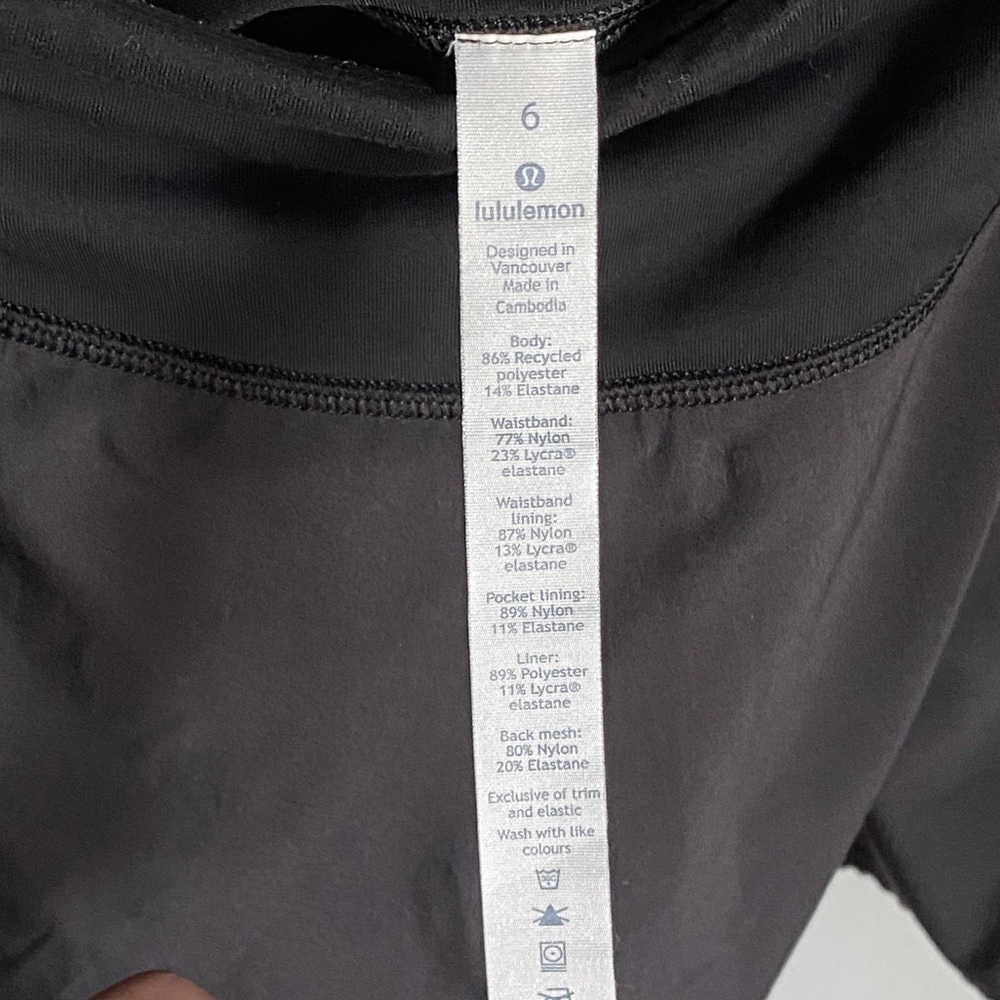 6
lululemon
Designed in
Vancouver
Made in
Cambodia
Body:
86% Recycled
polyester
14% Elastane
Waistband:
77% Nylon
23% Lycra®
elastane
Waistband
lining:
87% Nylon
13% Lycra®
elastane
Pocket lining:
89% Nylon
11% Elastane
Liner:
89% Polyester
11% Lycra®
elastane
Back mesh:
80% Nylon
20% Elastane
Exclusive of trim
and elastic
Wash with like
colours
30C